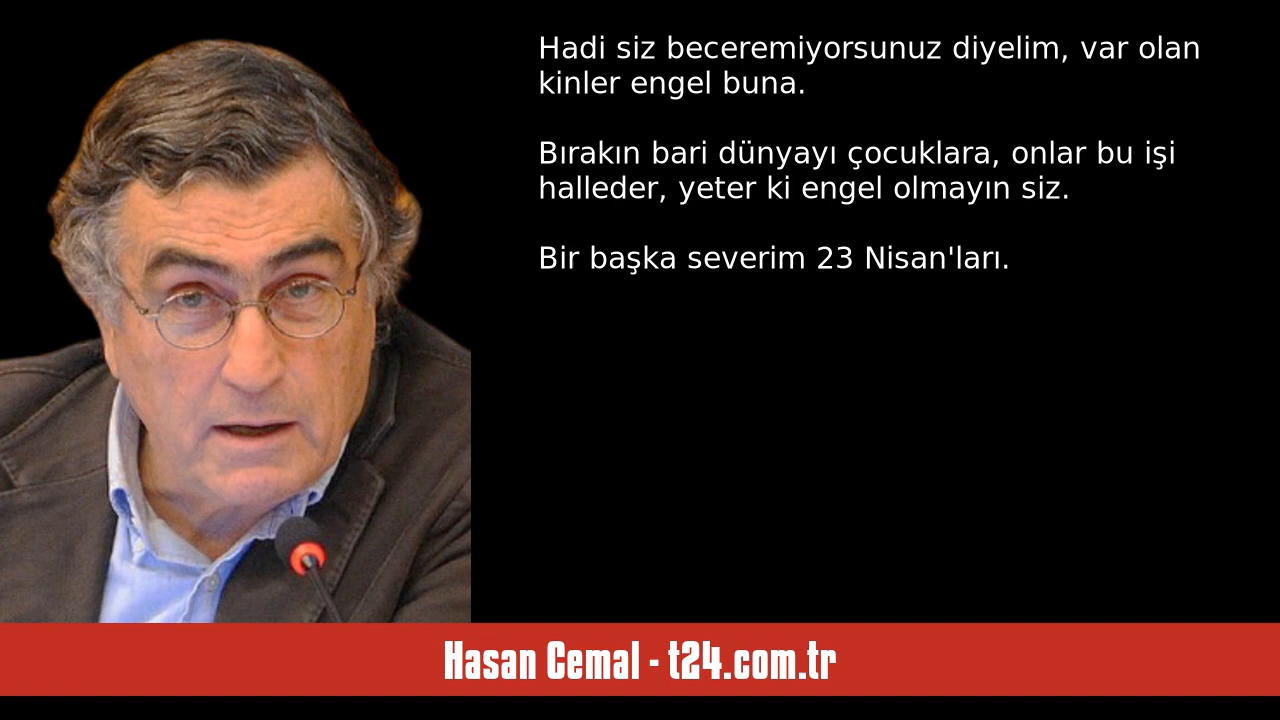 Hadi siz beceremiyorsunuz diyelim, var olan
kinler engel buna.
Bırakın bari dünyayı çocuklara, onlar bu işi
halleder, yeter ki engel olmayın siz.
Bir başka severim 23 Nisan'ları.
Hasan Cemal - t24.com.tr